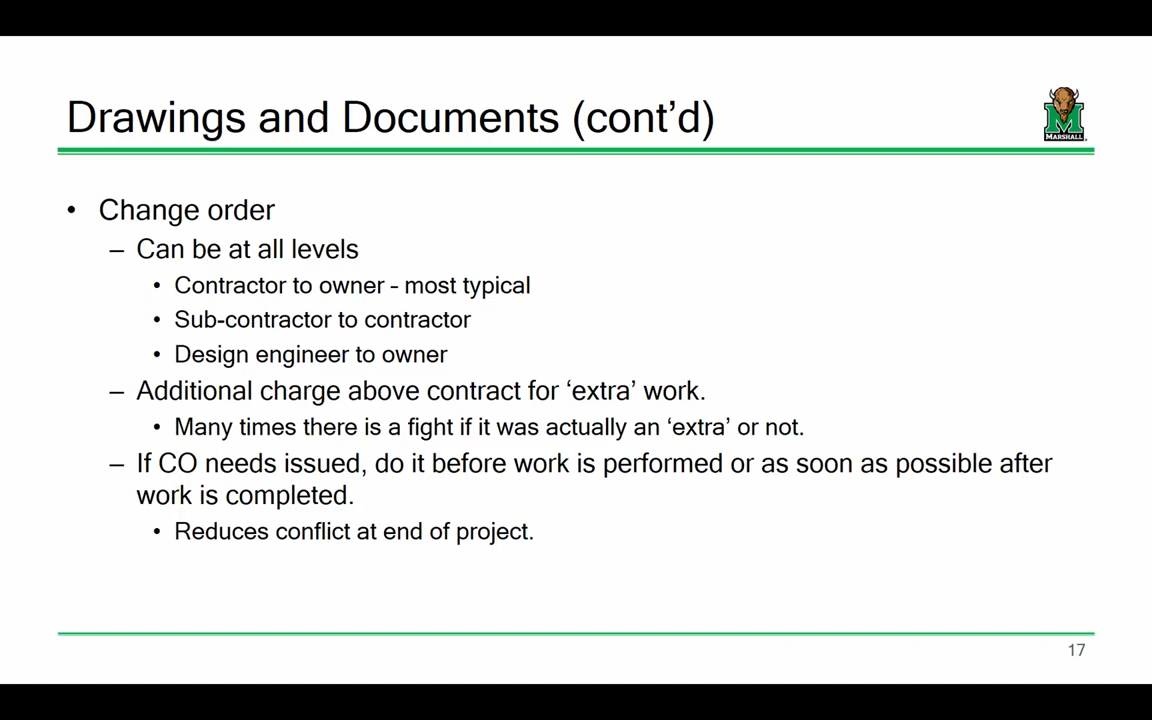 Drawings and Documents (cont’d)
M
MARSHALL
• Change order
– Can be at all levels
• Contractor to owner - most typical
• Sub-contractor to contractor
• Design engineer to owner
– Additional charge above contract for ‘extra’ work.
• Many times there is a fight if it was actually an ‘extra’ or not.
– If CO needs issued, do it before work is performed or as soon as possible after
work is completed.
• Reduces conflict at end of project.
17